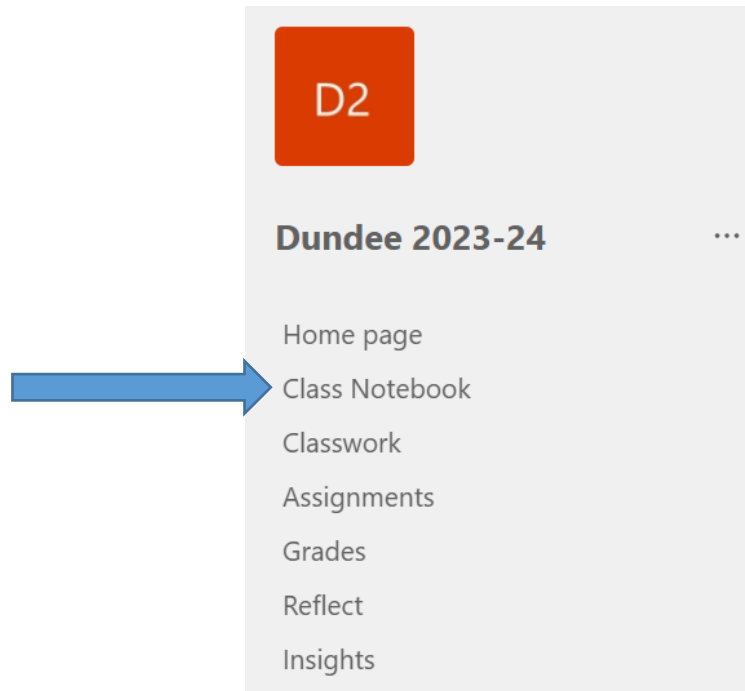 D2
Dundee 2023-24 ...
Home page
Class Notebook
Classwork
Assignments
Grades
Reflect
Insights